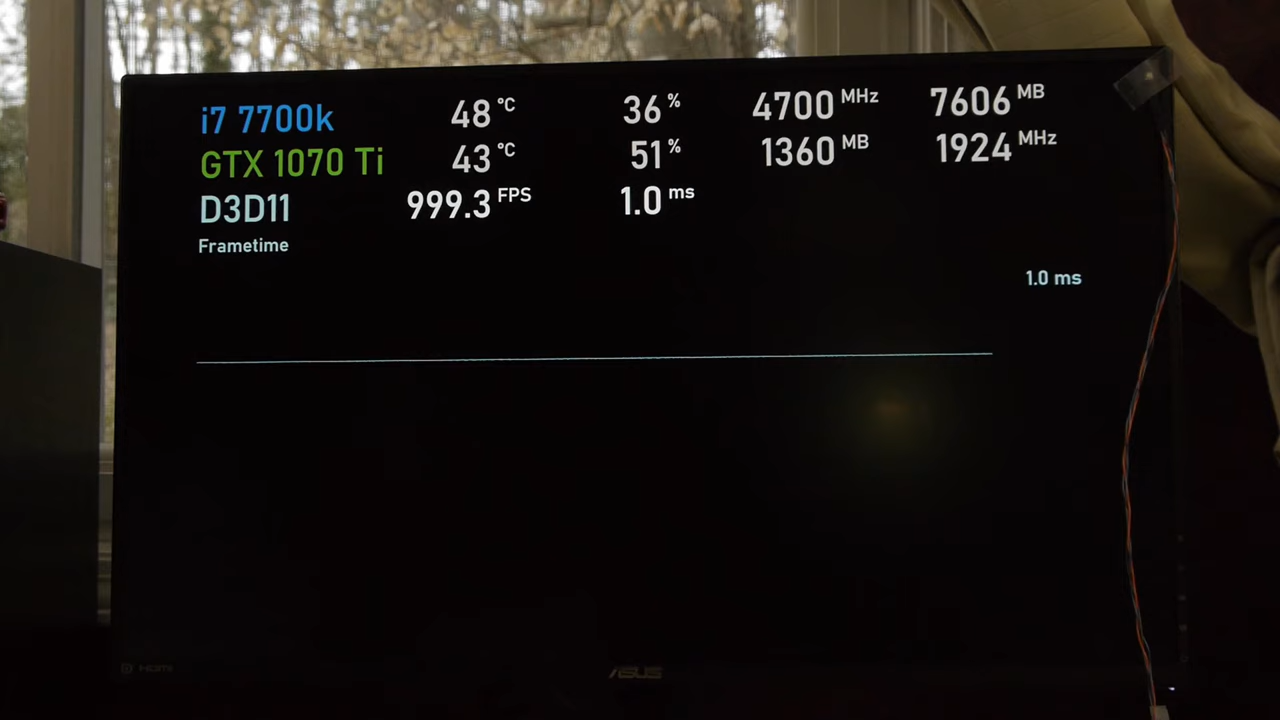 i7 7700k 48 °C 36 % 4700 MHz 7606 MB
GTX 1070 Ti 43 °C 51 % 1360 MB 1924 MHz
D3D11 999.3 FPS 1.0 ms
Frametime
1.0 ms
HDMI
ASUS